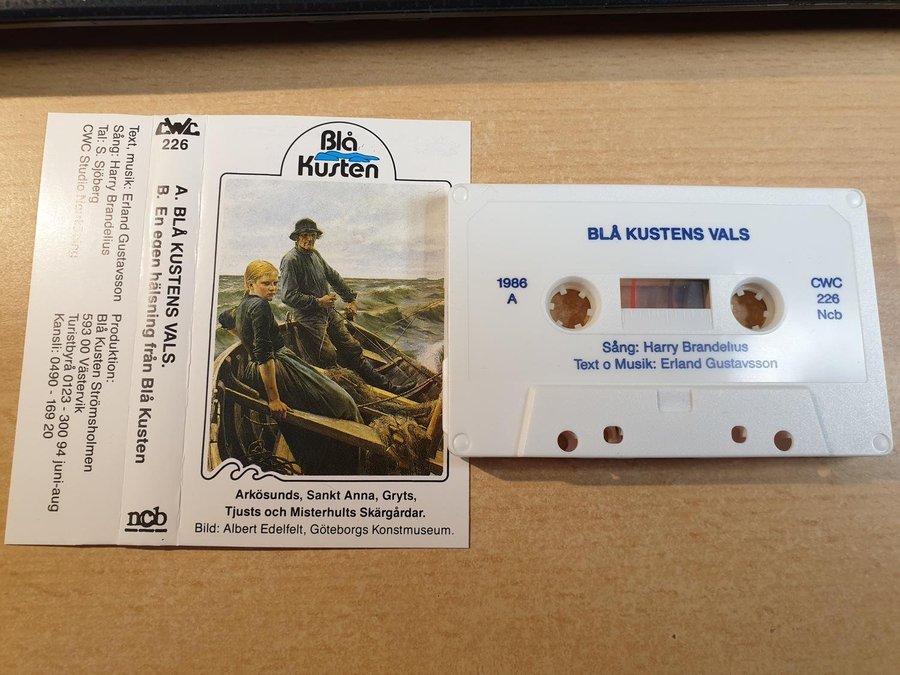 Text, musik: Erland Gustavsson
Sång: Harry Brandelius
Tal: S. Sjöberg
CWC Studio
Produktion:
Blå Kusten Strömsholmen
593 00 Västervik
Turistbyrå 0123 - 300 94 juni-aug
Kansli: 0490 - 169 20
CWC
226
A. BLÅ KUSTENS VALS.
B. En egen hälsning från Blå Kusten
ncb
Blå
Kusten
Arkösunds, Sankt Anna, Gryts,
Tjusts och Misterhults Skärgårdar.
Bild: Albert Edelfelt, Göteborgs Konstmuseum.
BLÅ KUSTENS VALS
1986
A
CWC
226
Ncb
Sång: Harry Brandelius
Text o Musik: Erland Gustavsson